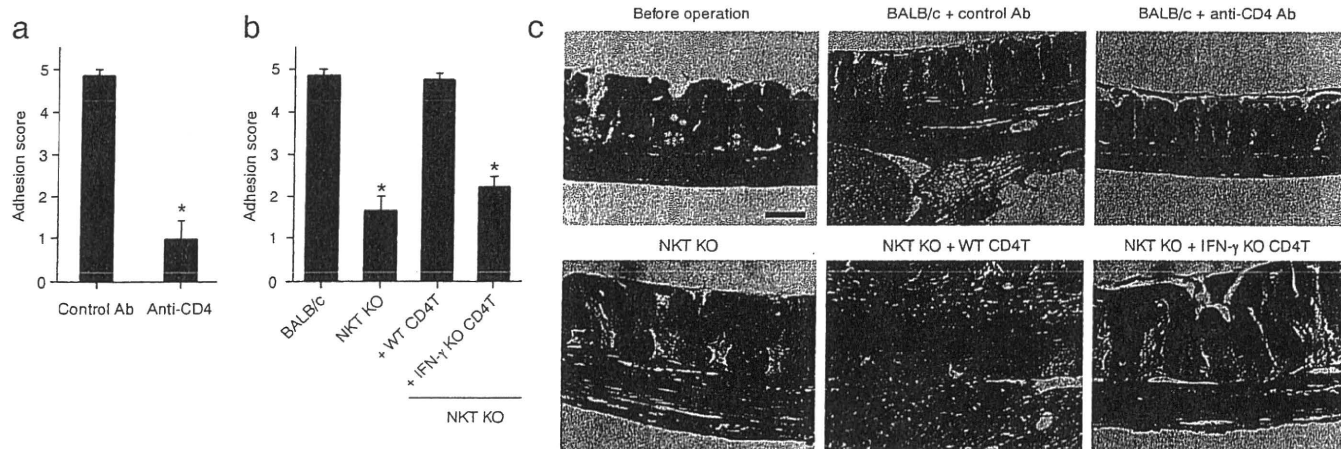 a
Adhesion score
5
4
3
2
1
0
*
Control Ab
Anti-CD4
b
Adhesion score
5
4
3
2
1
0
*
*
BALB/c
NKT KO
+ WT CD4T
+ IFN-γ KO CD4T
NKT KO
c
Before operation
BALB/c + control Ab
BALB/c + anti-CD4 Ab
NKT KO
NKT KO + WT CD4T
NKT KO + IFN-γ KO CD4T